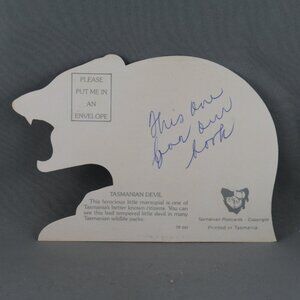 PLEASE
PUT ME IN
AN
ENVELOPE
This one
for our
book
TASMANIAN DEVIL
This ferocious little marsupial is one of
Tasmania's better known citizens. You can
see this bad tempered little devil in many
Tasmanian wildlife parks.
Tasmanian Postcards - Copyright
Printed in Tasmania